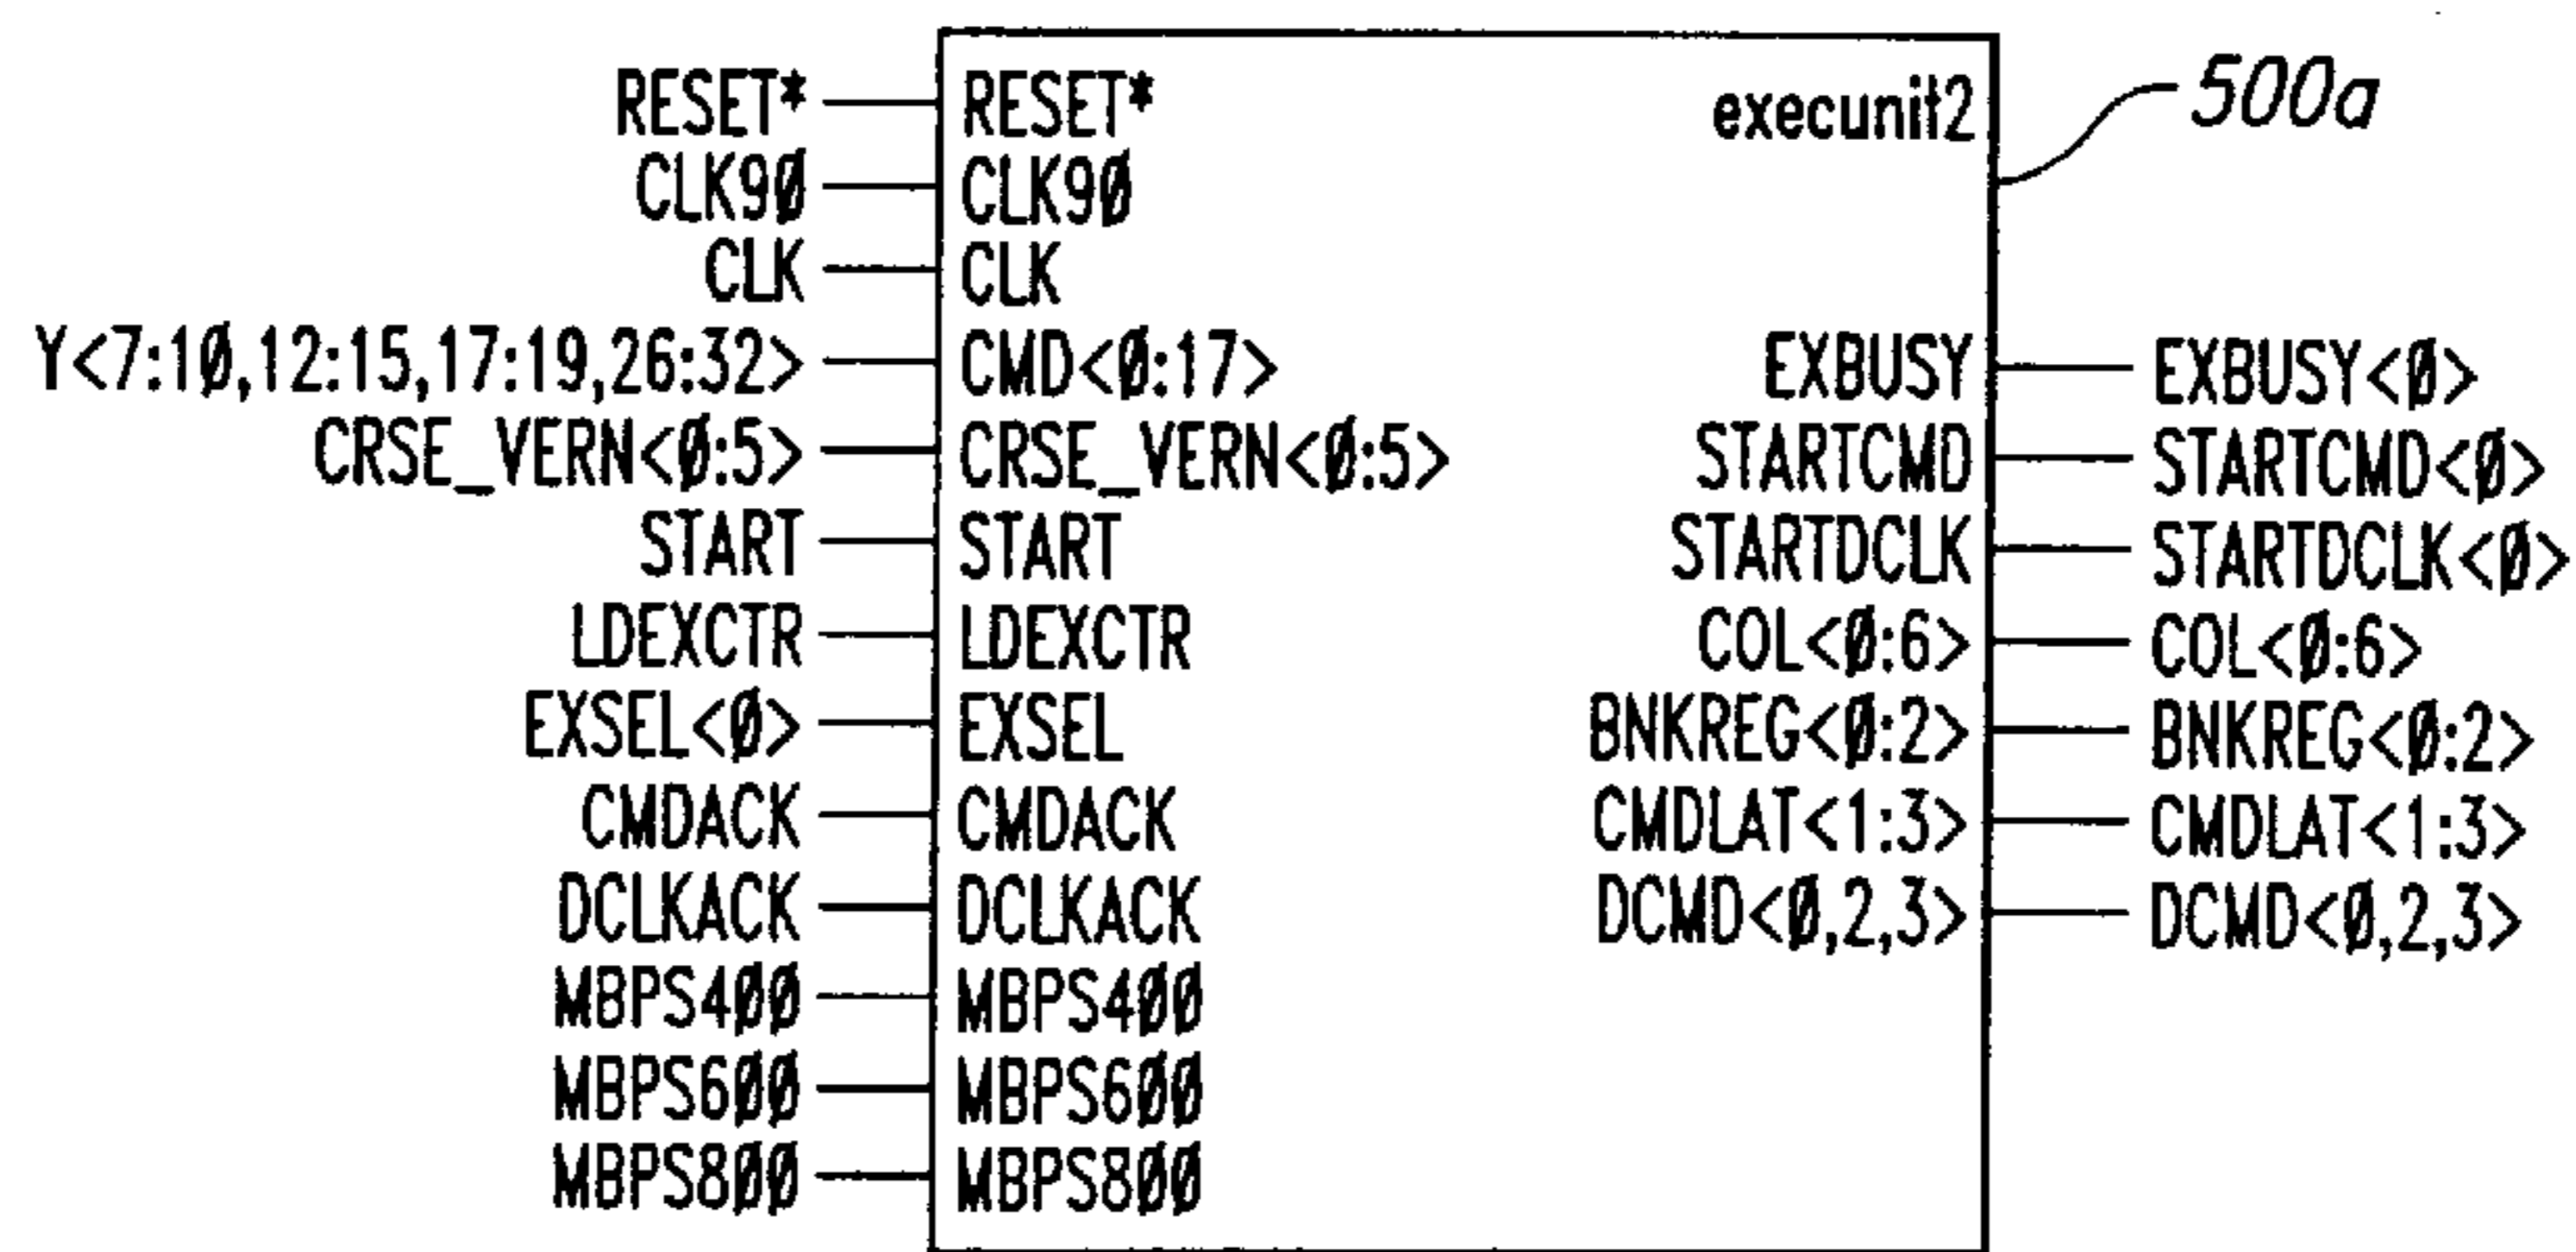 RESET* RESET* execunit2 500a
CLK9Ø CLK9Ø
CLK CLK
Y<7:1Ø,12:15,17:19,26:32> CMD<Ø:17> EXBUSY EXBUSY<Ø>
CRSE_VERN<Ø:5> CRSE_VERN<Ø:5> STARTCMD STARTCMD<Ø>
START START STARTDCLK STARTDCLK<Ø>
LDEXCTR LDEXCTR COL<Ø:6> COL<Ø:6>
EXSEL<Ø> EXSEL BNKREG<Ø:2> BNKREG<Ø:2>
CMDACK CMDACK CMDLAT<1:3> CMDLAT<1:3>
DCLKACK DCLKACK DCMD<Ø,2,3> DCMD<Ø,2,3>
MBPS4ØØ MBPS4ØØ
MBPS6ØØ MBPS6ØØ
MBPS8ØØ MBPS8ØØ